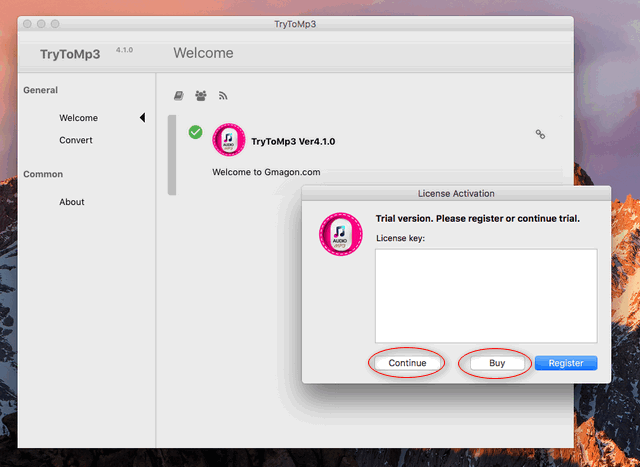 TryToMp3
TryToMp3 4.1.0 Welcome
General
Welcome
Convert
Common
About
TryToMp3 Ver4.1.0
Welcome to Gmagon.com
License Activation
Trial version. Please register or continue trial.
License key:
AUDIO
Continue Buy Register